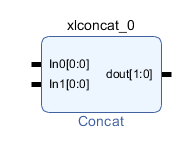 xlconcat_0
In0[0:0]
In1[0:0]
dout[1:0]
Concat